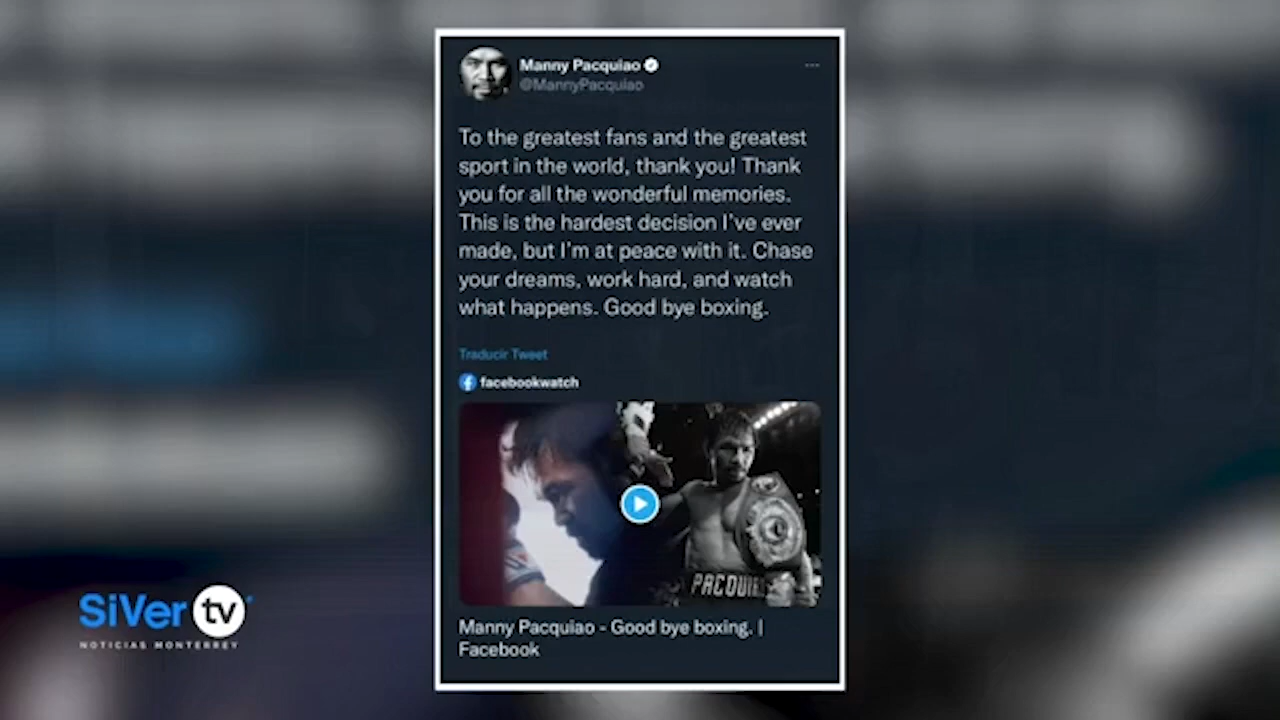 Manny Pacquiao
@MannyPacquiao
To the greatest fans and the greatest
sport in the world, thank you! Thank
you for all the wonderful memories.
This is the hardest decision I've ever
made, but I'm at peace with it. Chase
your dreams, work hard, and watch
what happens. Good bye boxing.
Traducir Tweet
facebookwatch
PACQUIAO
Manny Pacquiao - Good bye boxing. |
Facebook
SiVer tv
NOTICIAS MONTERREY